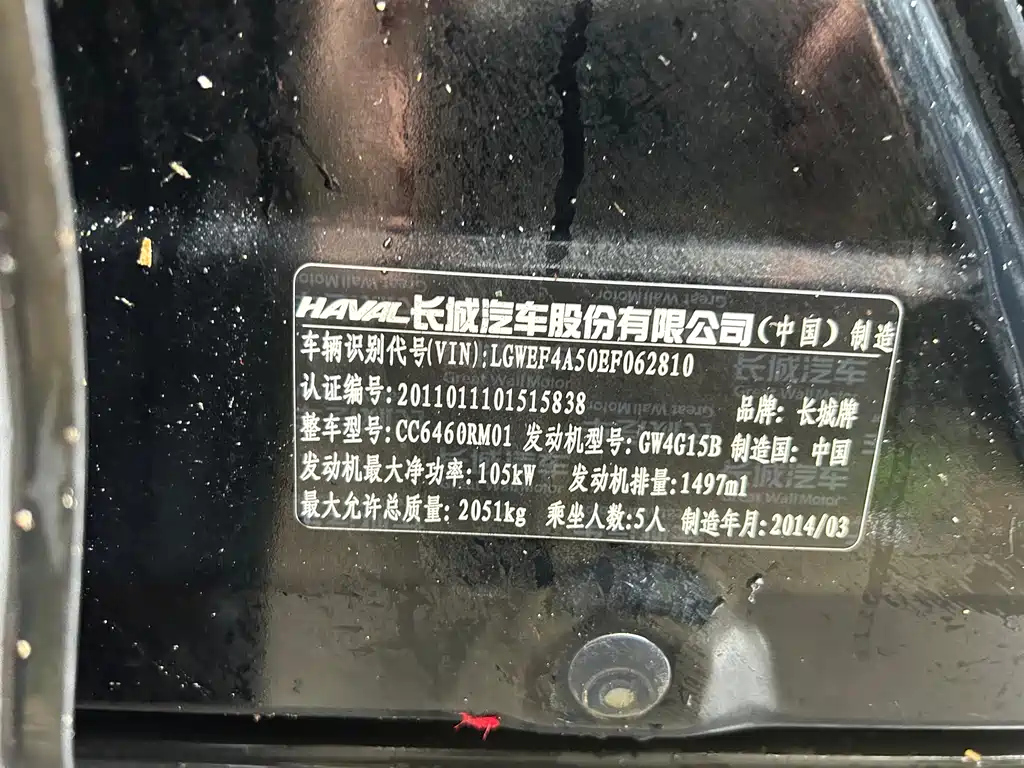 HAVAL长城汽车股份有限公司(中国)制造
车辆识别代号(VIN):LGWEF4A50EF062810
认证编号:2011011101515838 品牌:长城牌
整车型号:CC6460RM01 发动机型号:GW4G15B 制造国:中国
发动机最大净功率:105kW 发动机排量:1497ml
最大允许总质量:2051kg 乘坐人数:5人 制造年月:2014/03